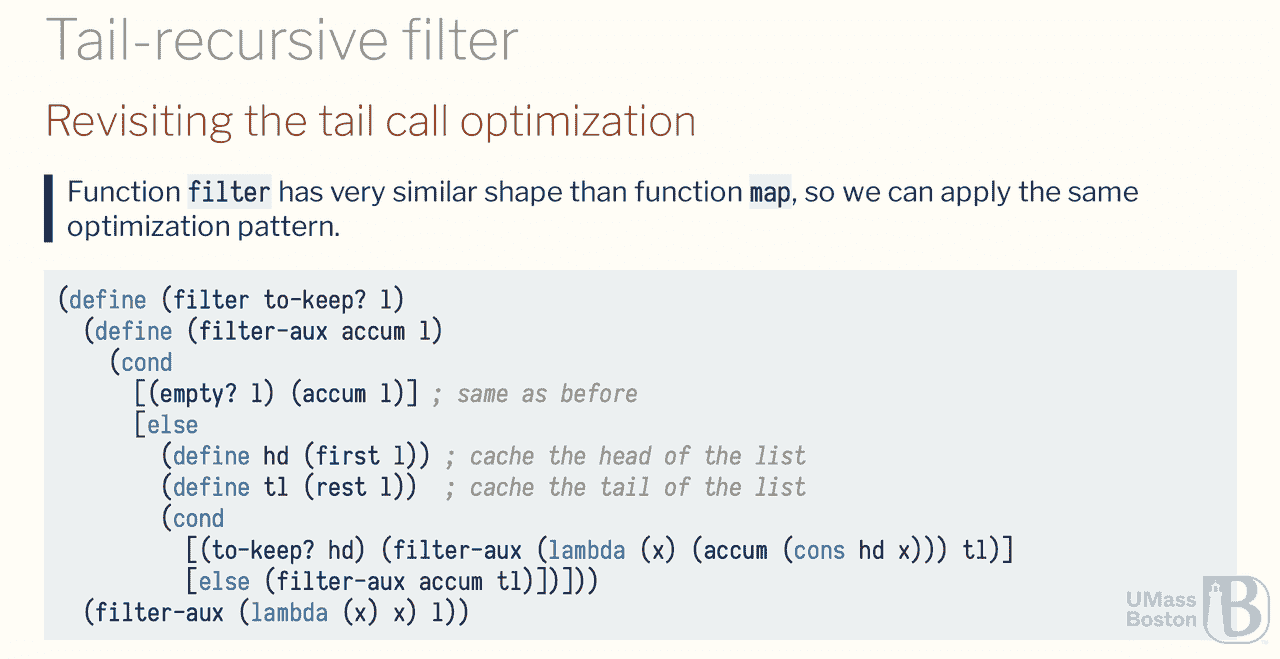 Tail-recursive filter
Revisiting the tail call optimization
Function filter has very similar shape than function map, so we can apply the same
optimization pattern.
(define (filter to-keep? l)
  (define (filter-aux accum l)
    (cond
      [(empty? l) (accum l)] ; same as before
      [else
        (define hd (first l)) ; cache the head of the list
        (define tl (rest l))  ; cache the tail of the list
        (cond
          [(to-keep? hd) (filter-aux (lambda (x) (accum (cons hd x))) tl)]
          [else (filter-aux accum tl)])]))
  (filter-aux (lambda (x) x) l))
UMass
Boston
B